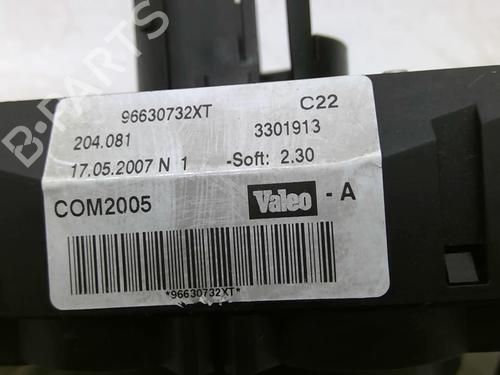 B-PARTS
96630732XT C22
204.081 3301913
17.05.2007 N 1 -Soft: 2.30
COM2005 Valeo - A
*96630732XT*